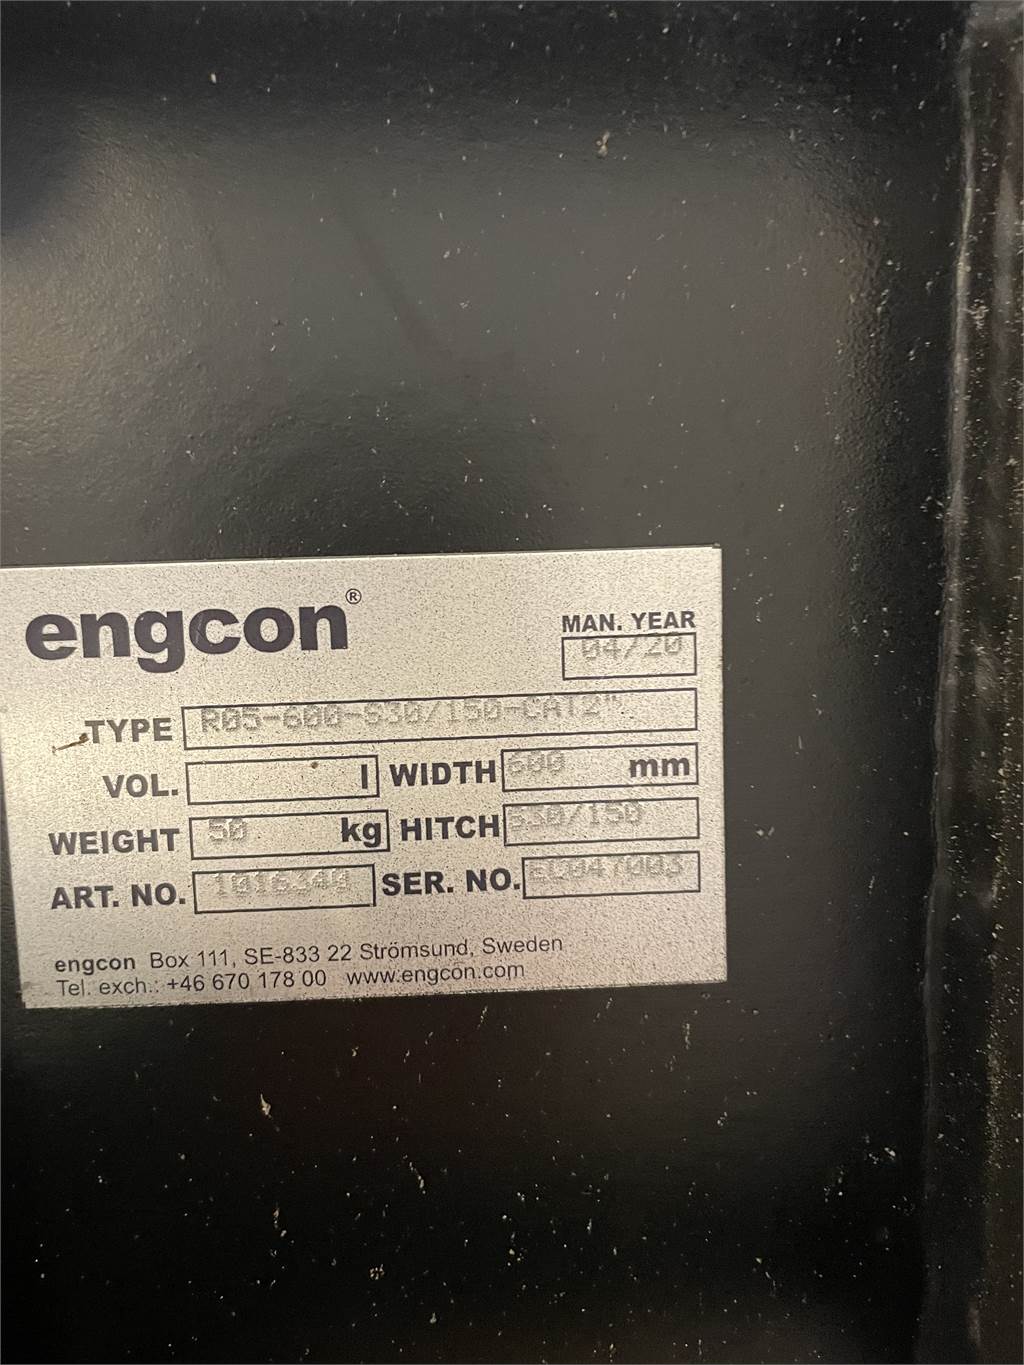 engcon®
MAN. YEAR
04/20
TYPE R05-600-S30/150-CAT2"
VOL. l WIDTH 600 mm
WEIGHT 50 kg HITCH S30/150
ART. NO. 1016340 SER. NO. EC047003
engcon Box 111, SE-833 22 Strömsund, Sweden
Tel. exch.: +46 670 178 00 www.engcon.com